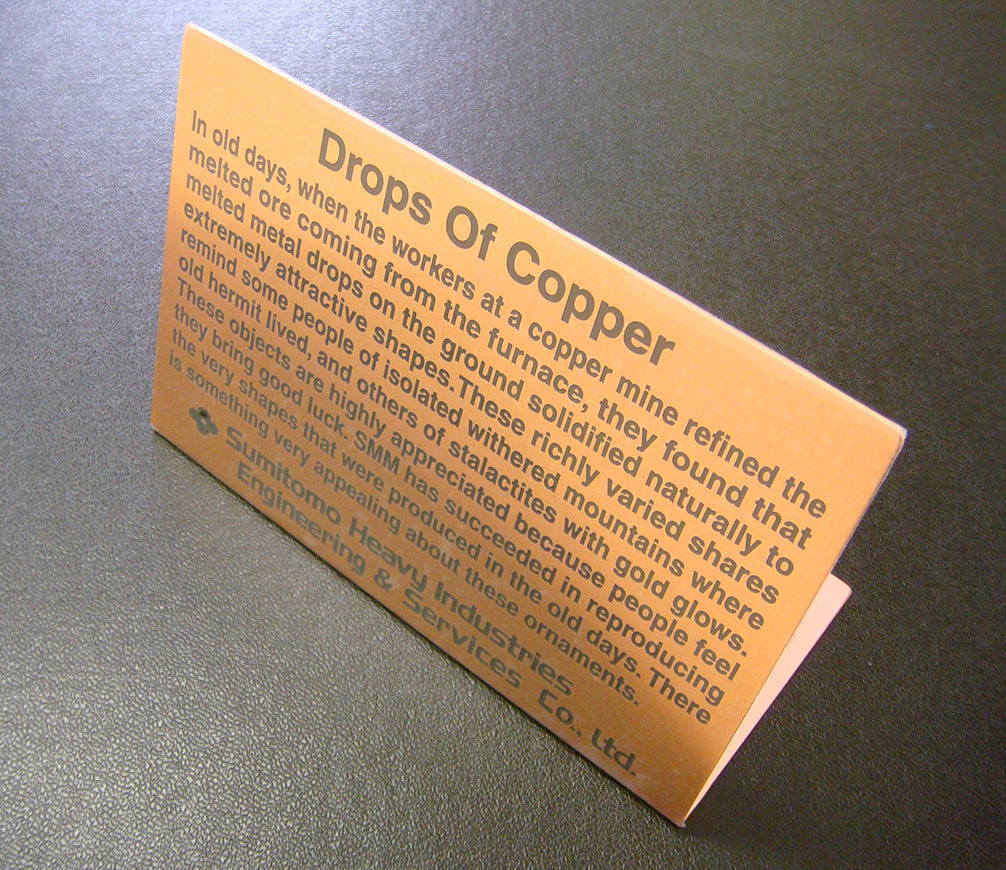 Drops Of Copper
In old days, when the workers at a copper mine refined the
melted ore coming from the furnace, they found that
melted metal drops on the ground solidified naturally to
extremely attractive shapes. These richly varied shares
remind some people of isolated withered mountains where
old hermit lived, and others of stalactites with gold glows.
These objects are highly appreciated because people feel
they bring good luck. SMM has succeeded in reproducing
the very shapes that were produced in the old days. There
is something very appealing about these ornaments.
Sumitomo Heavy Industries
Engineering & Services Co., Ltd.